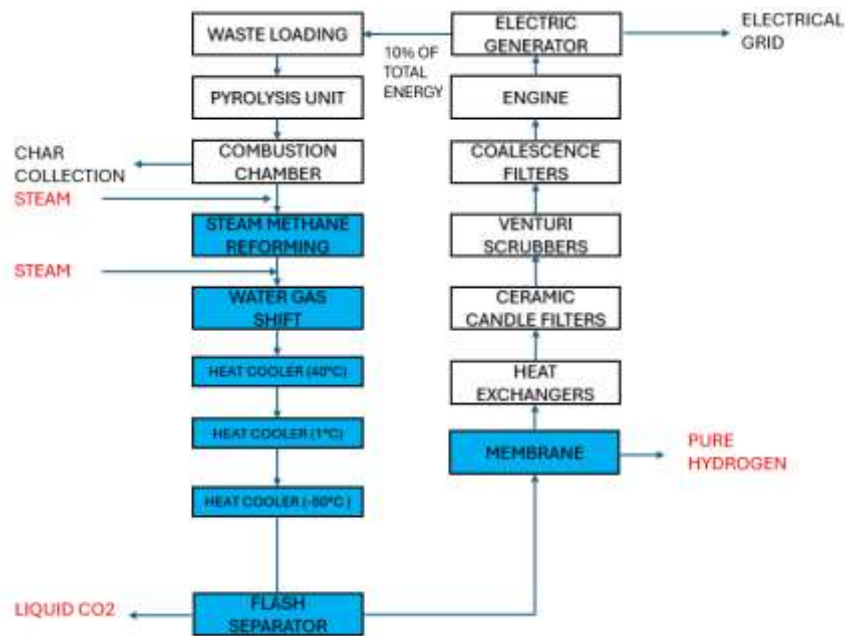 WASTE LOADING
PYROLYSIS UNIT
CHAR
COLLECTION
COMBUSTION
CHAMBER
STEAM
STEAM METHANE
REFORMING
STEAM
WATER GAS
SHIFT
HEAT COOLER (40°C)
HEAT COOLER (1°C)
HEAT COOLER (-50°C )
LIQUID CO2
FLASH
SEPARATOR
10% OF
TOTAL
ENERGY
ELECTRIC
GENERATOR
ELECTRICAL
GRID
ENGINE
COALESCENCE
FILTERS
VENTURI
SCRUBBERS
CERAMIC
CANDLE FILTERS
HEAT
EXCHANGERS
MEMBRANE
PURE
HYDROGEN